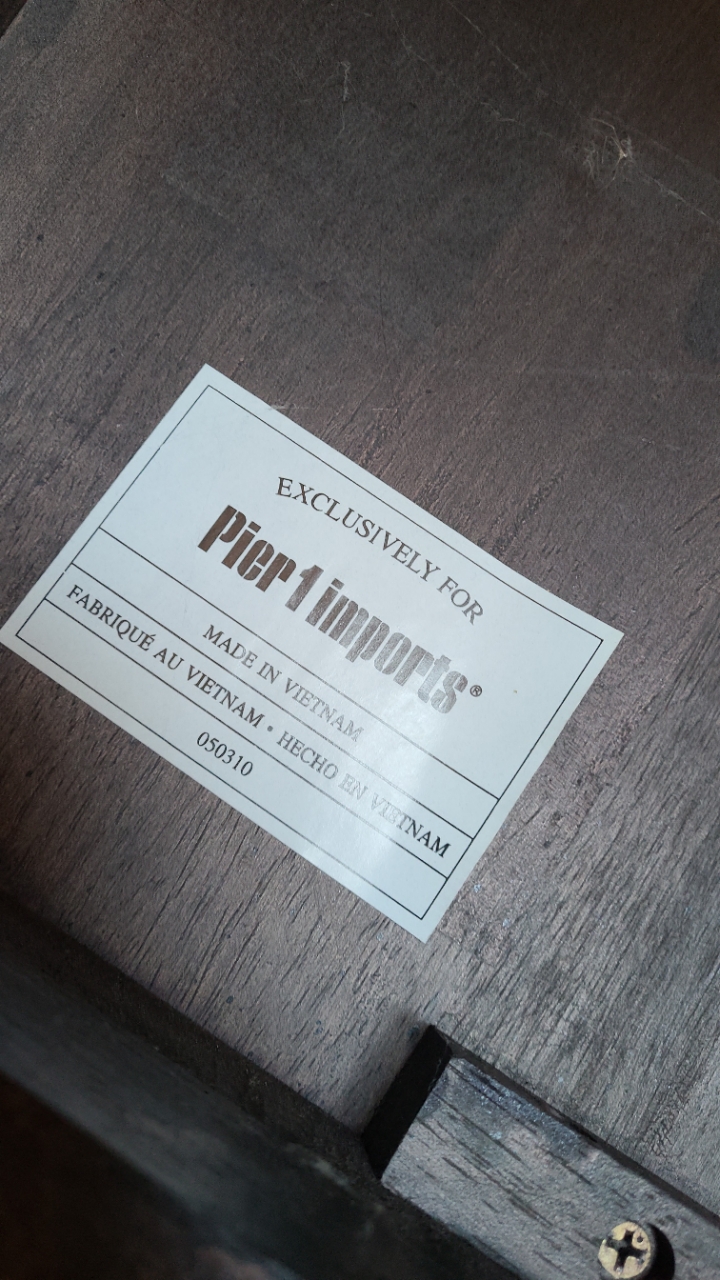 EXCLUSIVELY FOR
Pier 1 imports®
MADE IN VIETNAM
FABRIQUÉ AU VIETNAM • HECHO EN VIETNAM
050310